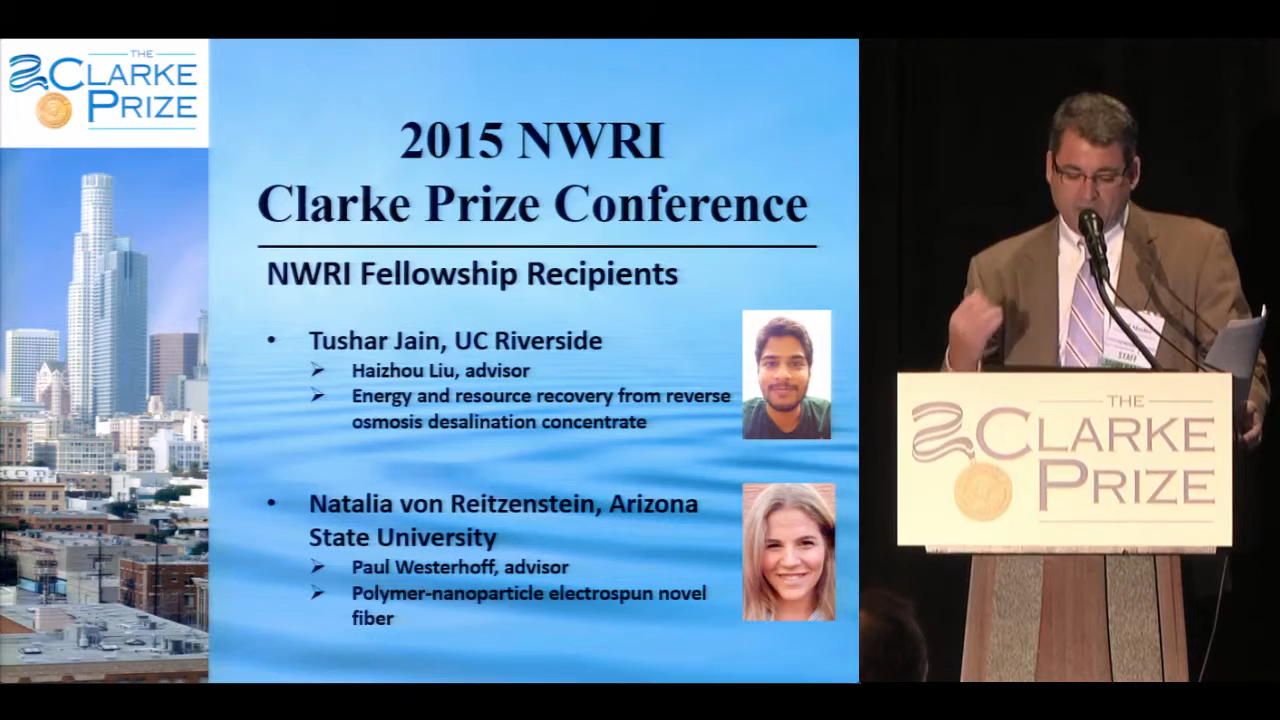 THE
CLARKE
PRIZE
2015 NWRI
Clarke Prize Conference
NWRI Fellowship Recipients
• Tushar Jain, UC Riverside
➢ Haizhou Liu, advisor
➢ Energy and resource recovery from reverse
osmosis desalination concentrate
• Natalia von Reitzenstein, Arizona
State University
➢ Paul Westerhoff, advisor
➢ Polymer-nanoparticle electrospun novel
fiber
STAFF
THE
CLARKE
PRIZE